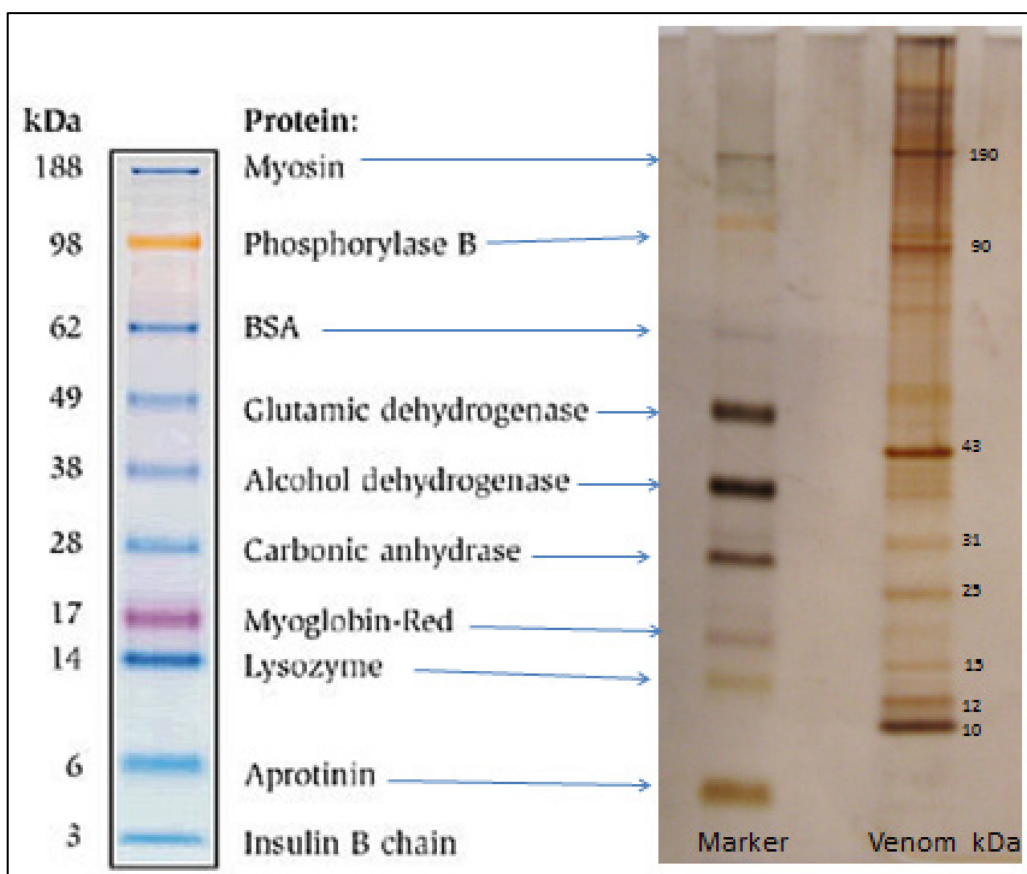 kDa
Protein:
188 Myosin
98 Phosphorylase B
62 BSA
49 Glutamic dehydrogenase
38 Alcohol dehydrogenase
28 Carbonic anhydrase
17 Myoglobin-Red
14 Lysozyme
6 Aprotinin
3 Insulin B chain
190
90
43
31
25
15
12
10
Marker
Venom kDa